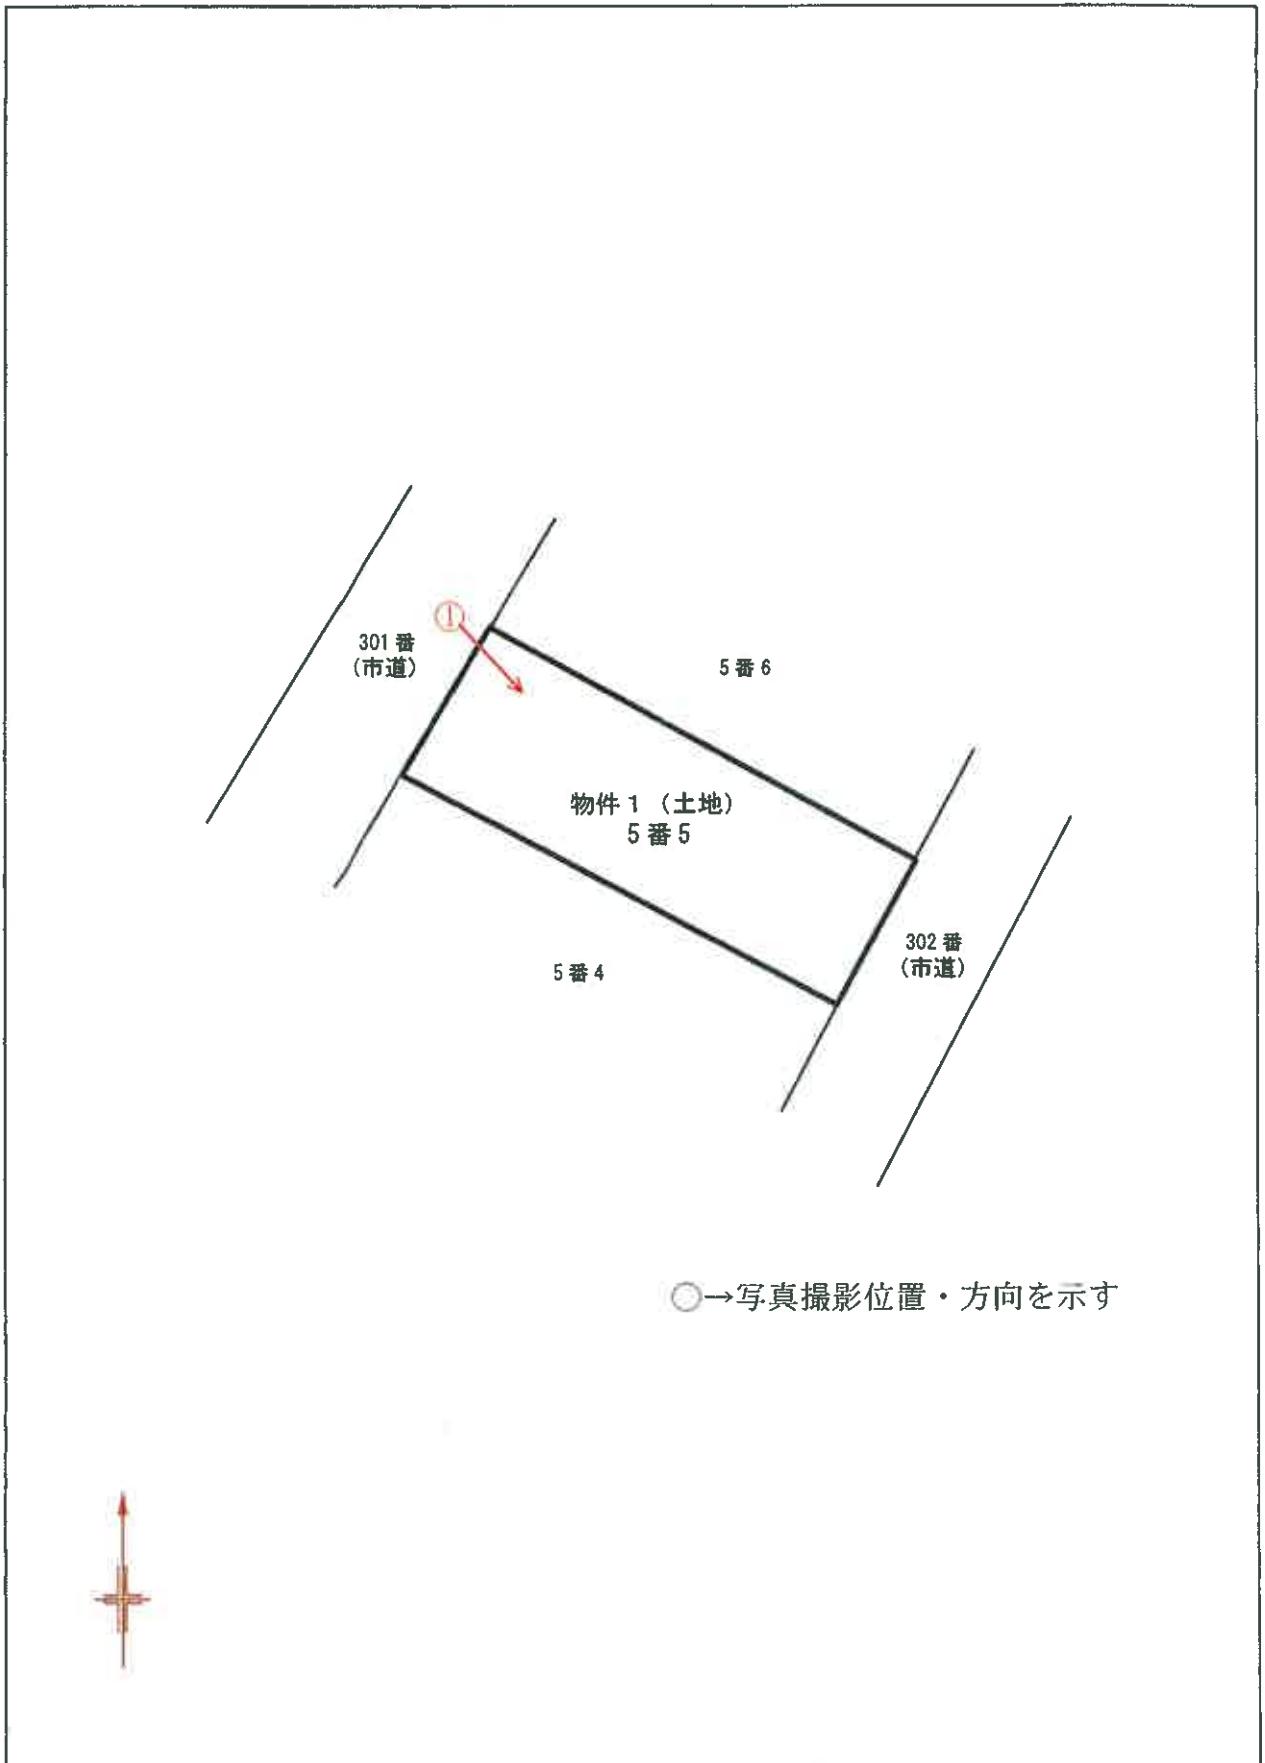 ①
301番
(市道)
5番6
物件1 (土地)
5番5
302番
(市道)
5番4
○→写真撮影位置・方向を示す